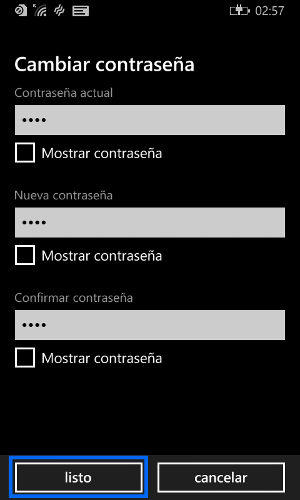 02:57
Cambiar contraseña
Contraseña actual
••••
Mostrar contraseña
Nueva contraseña
••••
Mostrar contraseña
Confirmar contraseña
••••
Mostrar contraseña
listo
cancelar